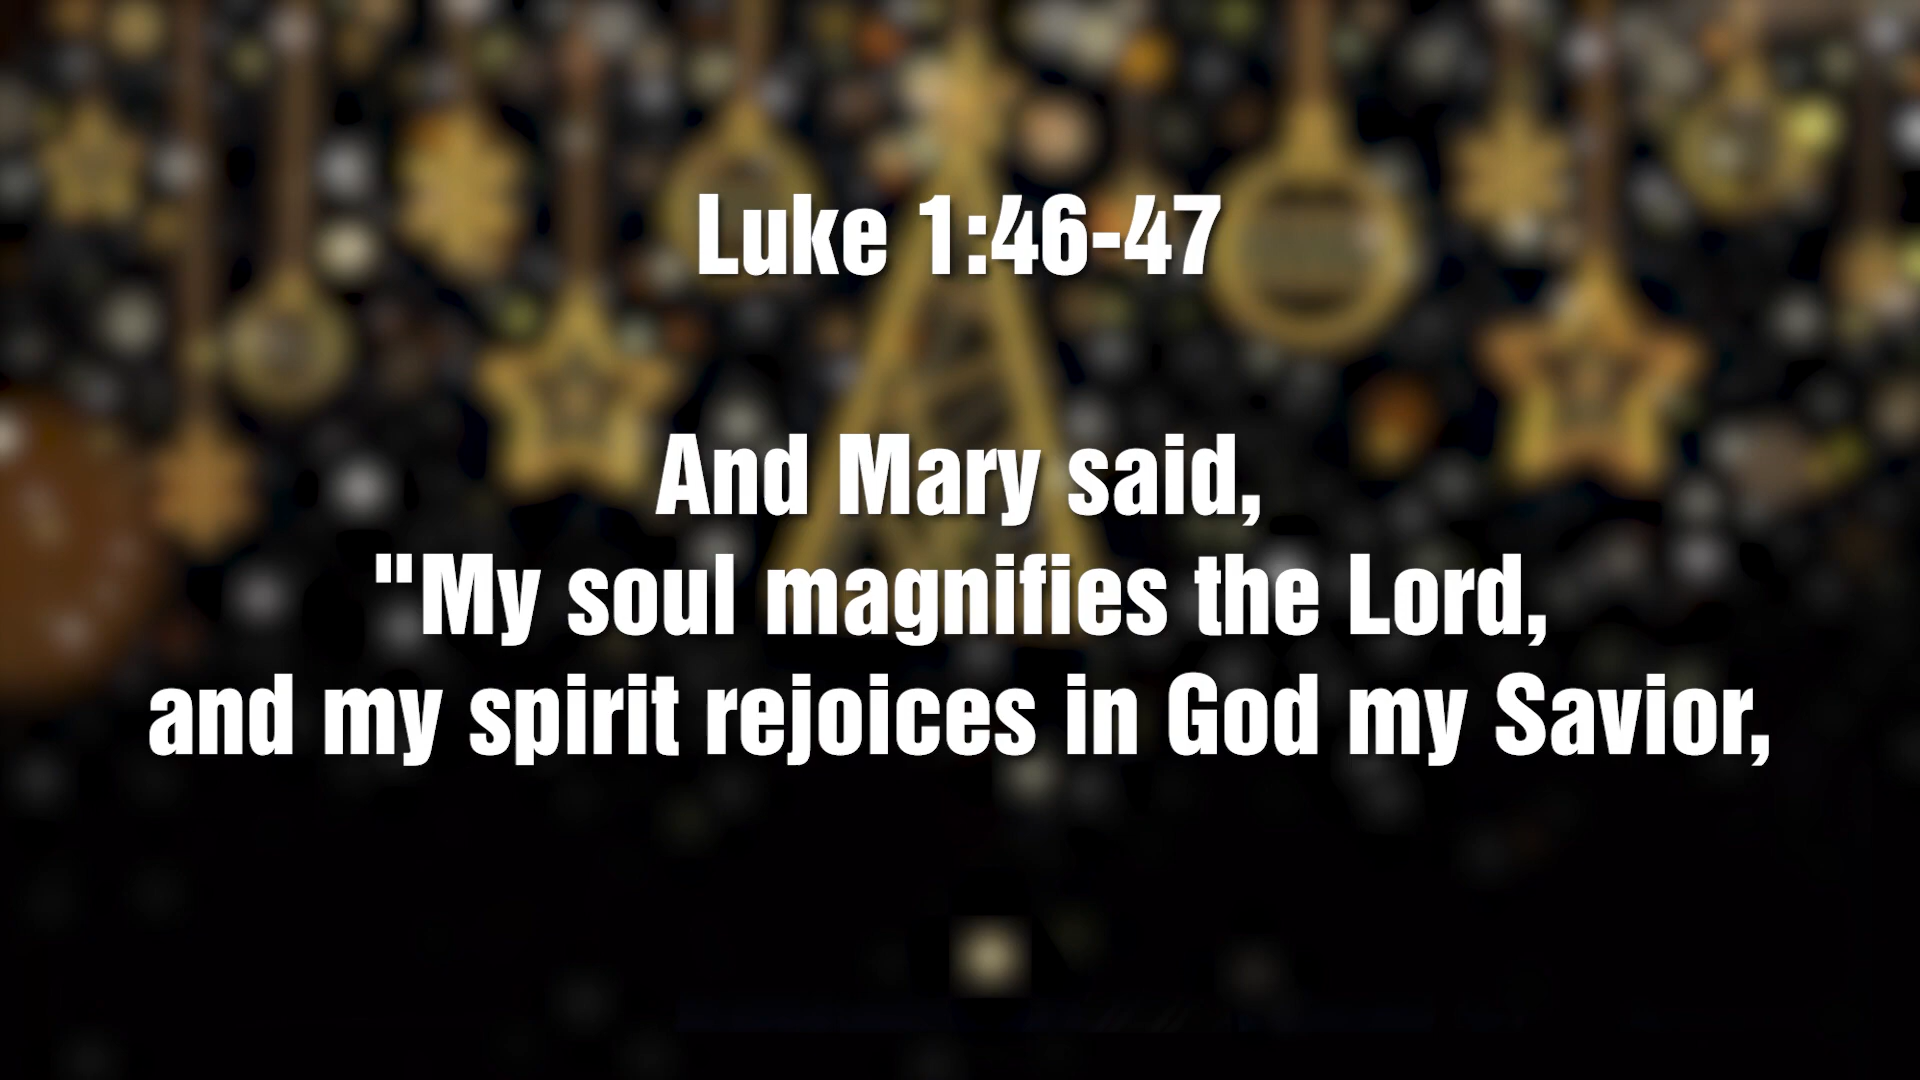 Luke 1:46-47
And Mary said,
"My soul magnifies the Lord,
and my spirit rejoices in God my Savior,